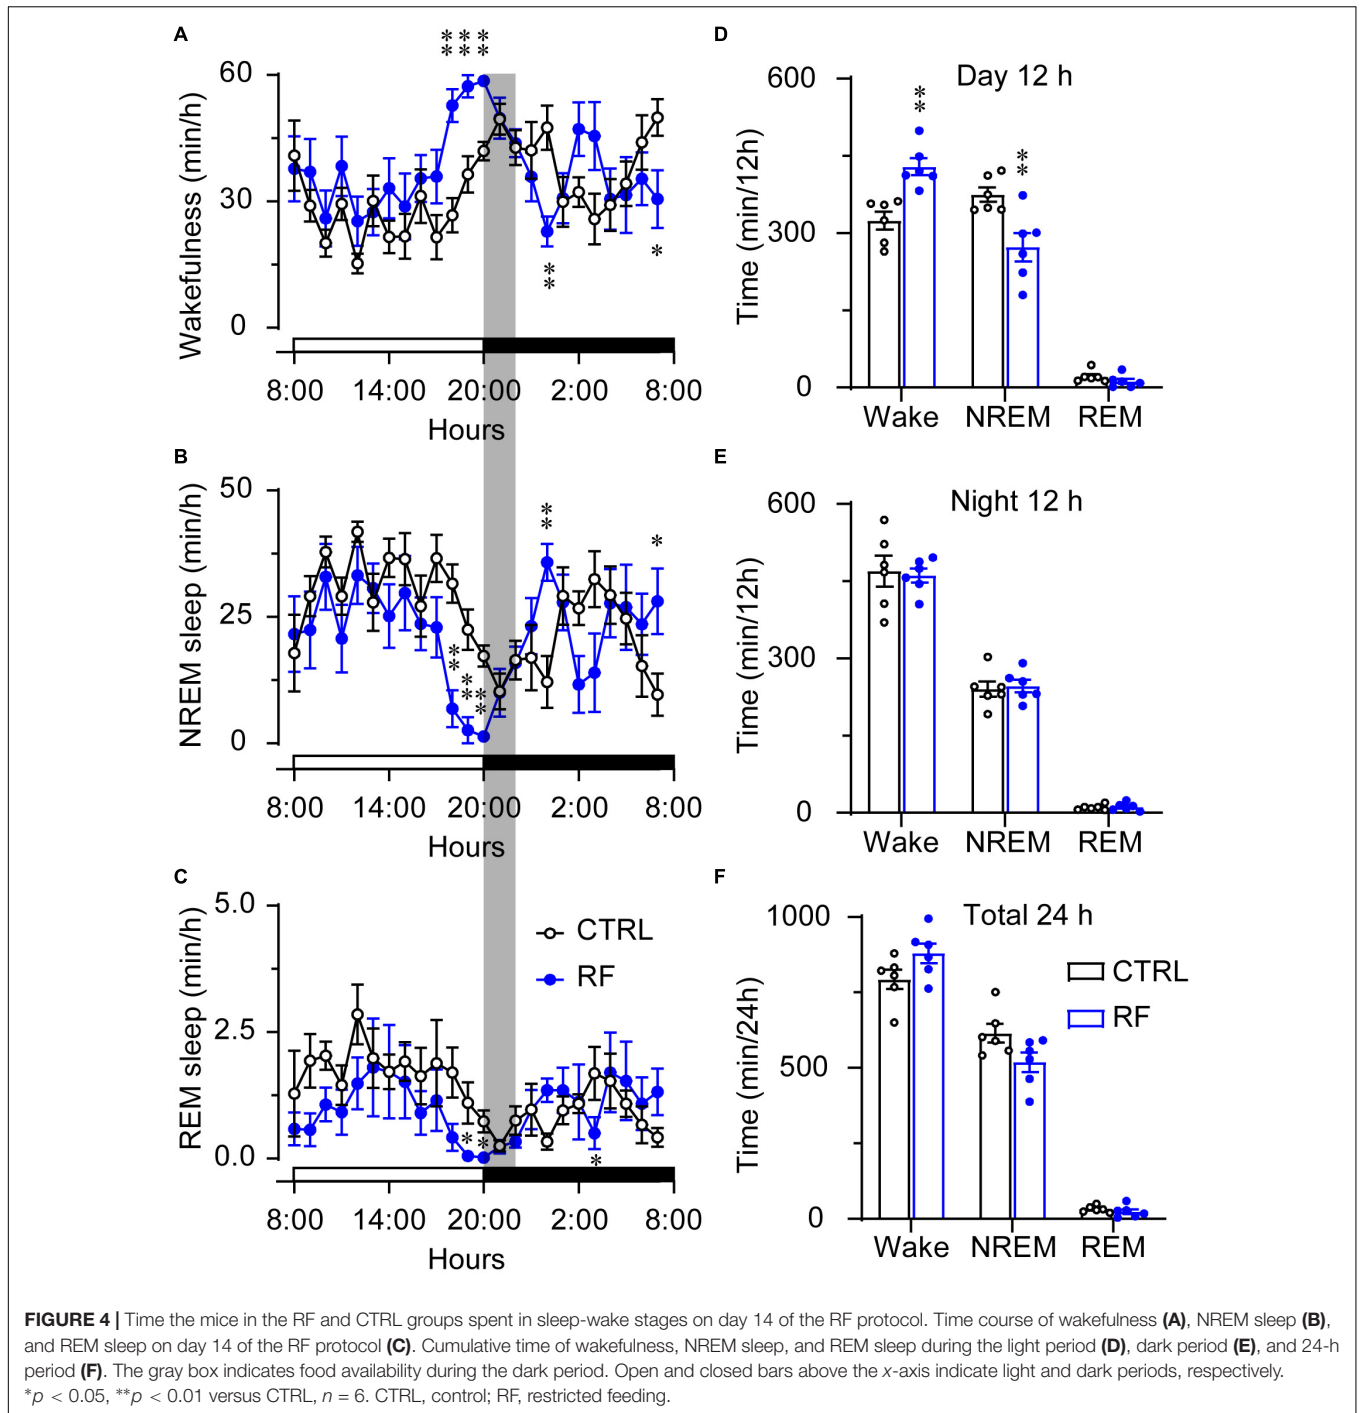 A
** ** **
60
30
0
Wakefulness (min/h)
**
*
8:00 14:00 20:00 2:00 8:00
Hours
B
50
25
0
NREM sleep (min/h)
**
*
**
**
**
8:00 14:00 20:00 2:00 8:00
Hours
C
5.0
2.5
0.0
REM sleep (min/h)
CTRL
RF
* *
*
8:00 14:00 20:00 2:00 8:00
Hours
D
Day 12 h
600
300
0
Time (min/12h)
**
**
Wake NREM REM
E
Night 12 h
600
300
0
Time (min/12h)
Wake NREM REM
F
Total 24 h
1000
500
0
Time (min/24h)
CTRL
RF
Wake NREM REM
FIGURE 4 | Time the mice in the RF and CTRL groups spent in sleep-wake stages on day 14 of the RF protocol. Time course of wakefulness (A), NREM sleep (B),
and REM sleep on day 14 of the RF protocol (C). Cumulative time of wakefulness, NREM sleep, and REM sleep during the light period (D), dark period (E), and 24-h
period (F). The gray box indicates food availability during the dark period. Open and closed bars above the x-axis indicate light and dark periods, respectively.
*p < 0.05, **p < 0.01 versus CTRL, n = 6. CTRL, control; RF, restricted feeding.